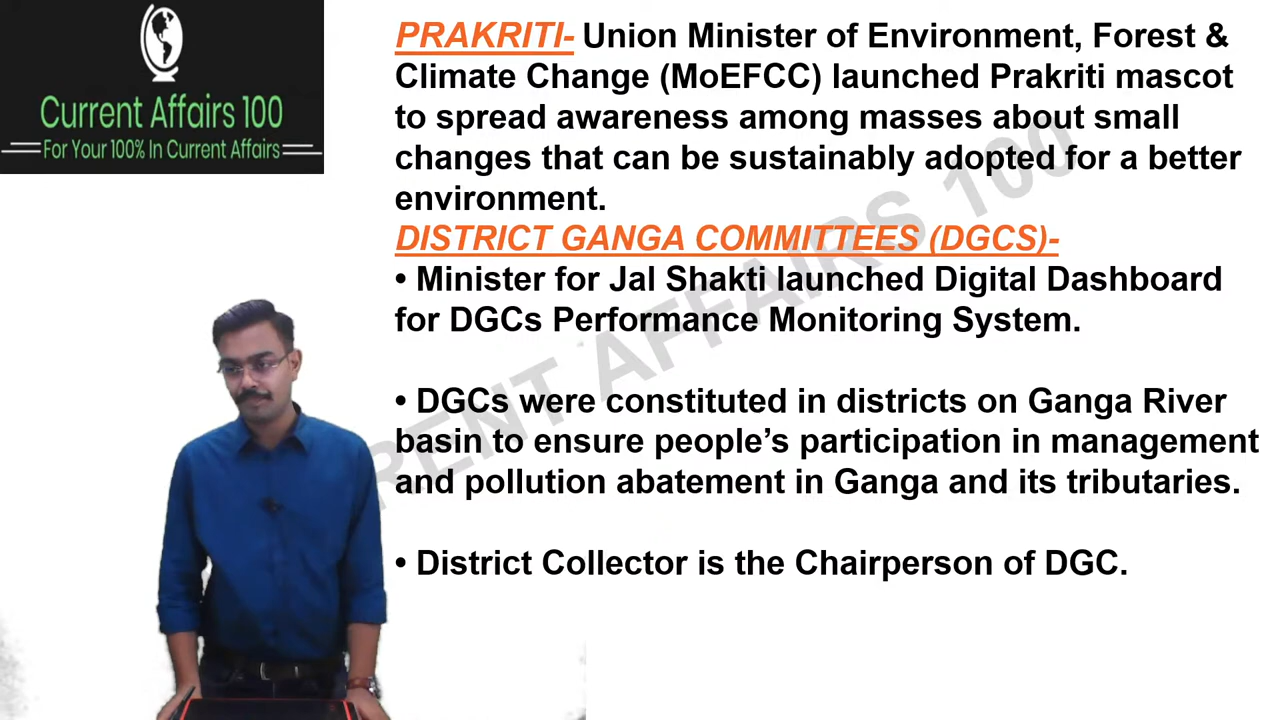 Current Affairs 100
For Your 100% In Current Affairs
PRAKRITI- Union Minister of Environment, Forest &
Climate Change (MoEFCC) launched Prakriti mascot
to spread awareness among masses about small
changes that can be sustainably adopted for a better
environment.
DISTRICT GANGA COMMITTEES (DGCS)-
• Minister for Jal Shakti launched Digital Dashboard
for DGCs Performance Monitoring System.
• DGCs were constituted in districts on Ganga River
basin to ensure people’s participation in management
and pollution abatement in Ganga and its tributaries.
• District Collector is the Chairperson of DGC.
RENT AFFAIRS 100